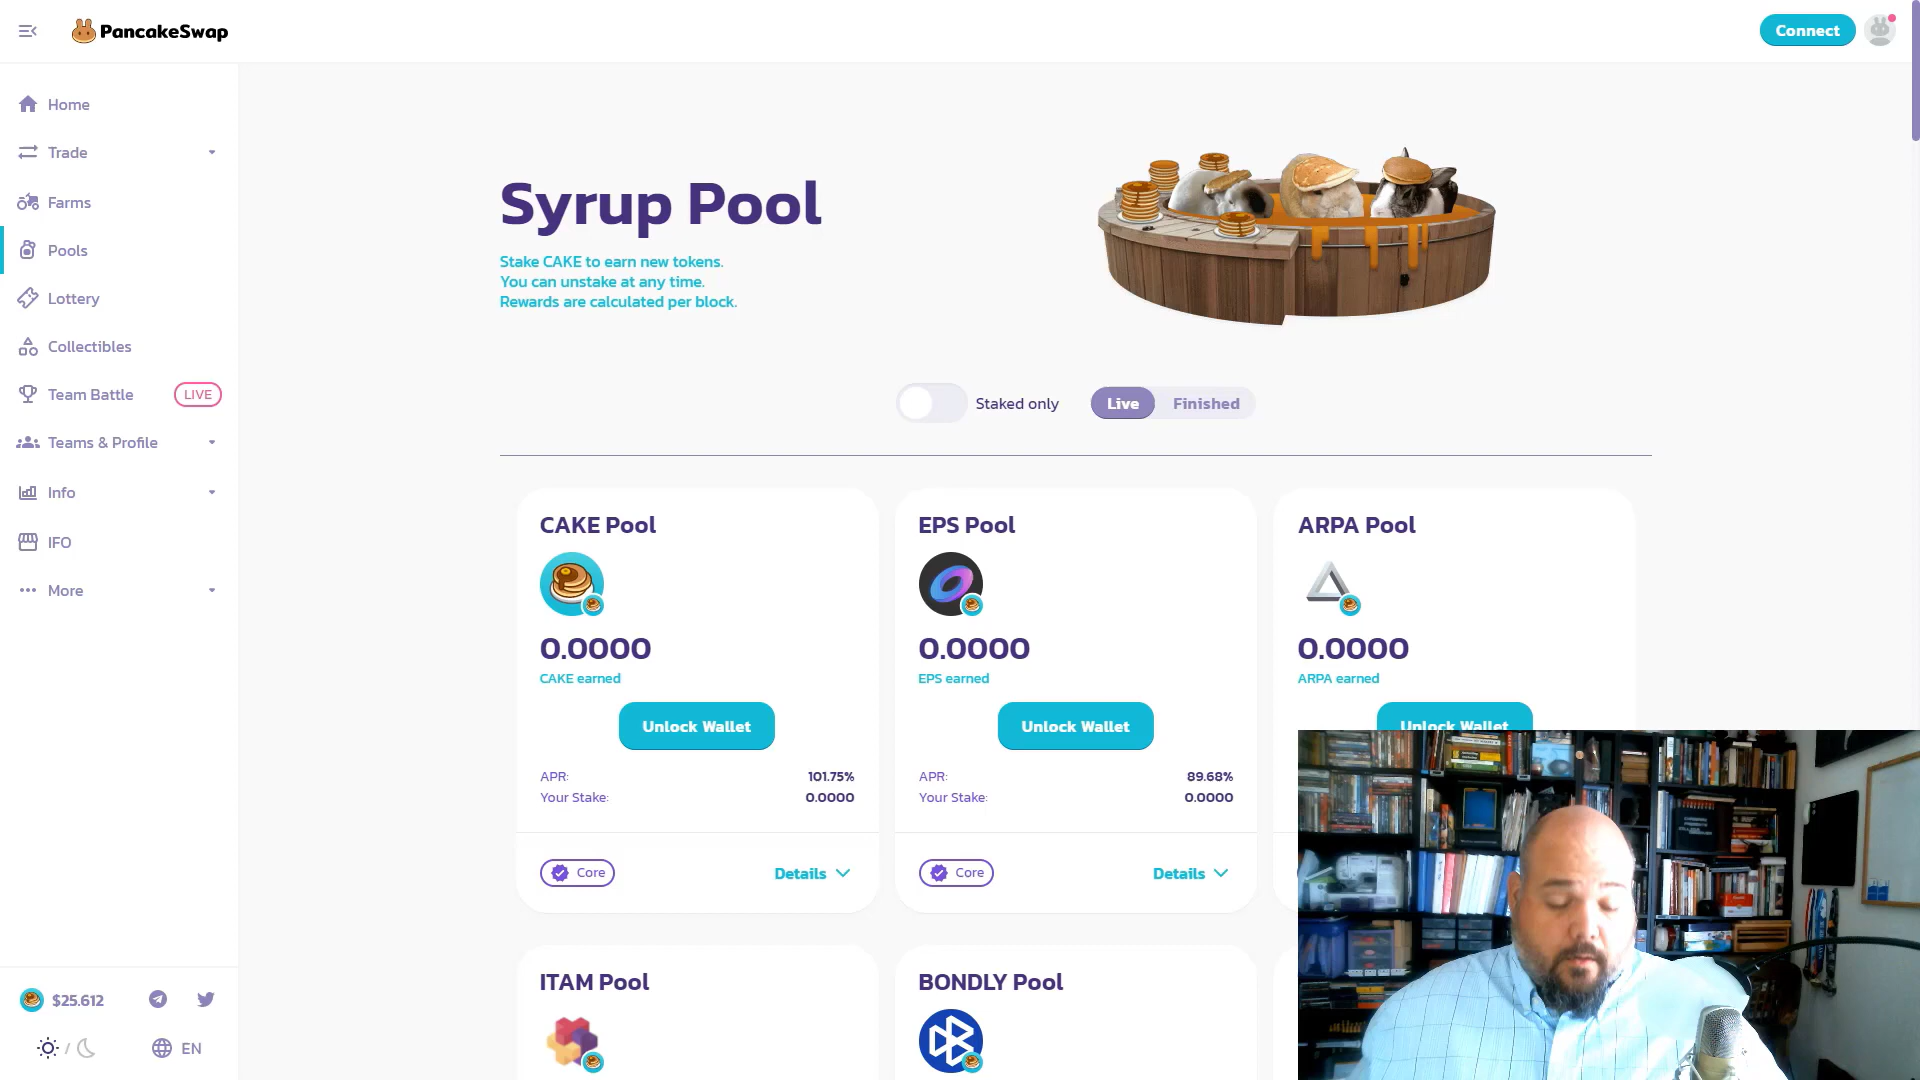 PancakeSwap
Connect
Home
Trade
Farms
Pools
Lottery
Collectibles
Team Battle
LIVE
Teams & Profile
Info
IFO
More
$25.612
/
EN
Syrup Pool
Stake CAKE to earn new tokens.
You can unstake at any time.
Rewards are calculated per block.
Staked only
Live
Finished
CAKE Pool
0.0000
CAKE earned
Unlock Wallet
APR:
101.75%
Your Stake:
0.0000
Core
Details
EPS Pool
0.0000
EPS earned
Unlock Wallet
APR:
89.68%
Your Stake:
0.0000
Core
Details
ARPA Pool
0.0000
ARPA earned
Unlock Wallet
ITAM Pool
BONDLY Pool